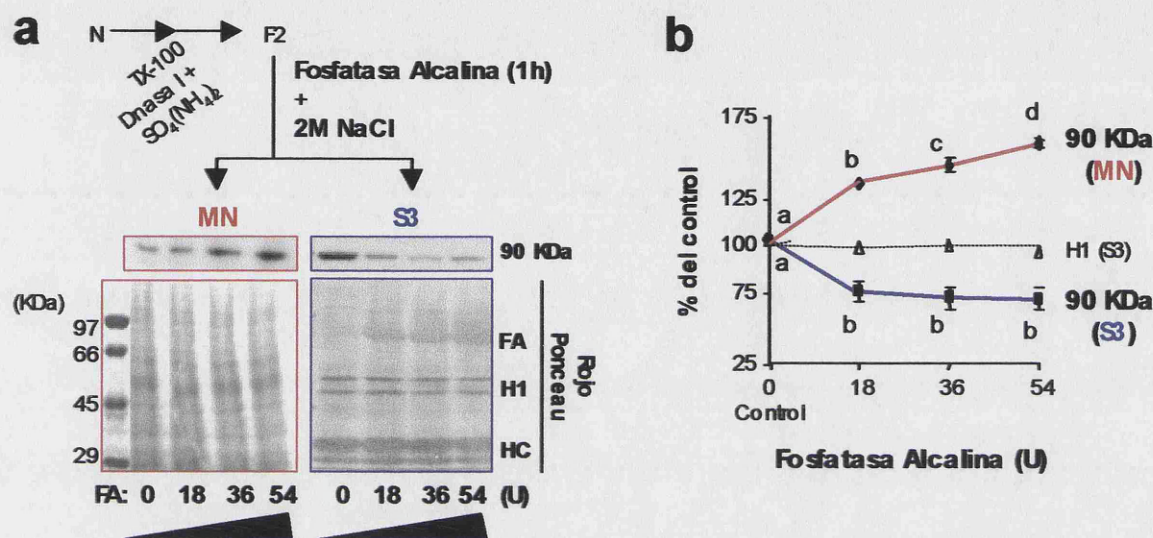 a
N
F2
TX-100
Dnasa I +
SO₄(NH₄)₂
Fosfatasa Alcalina (1h)
+
2M NaCl
MN
S3
90 KDa
(KDa)
97
66
45
29
FA
H1
HC
Rojo
Ponceau
FA: 0 18 36 54
0 18 36 54 (U)
b
% del control
175
125
100
75
25
a
b
c
d
a
b
b
b
90 KDa
(MN)
H1 (S3)
90 KDa
(S3)
0 18 36 54
Control
Fosfatasa Alcalina (U)